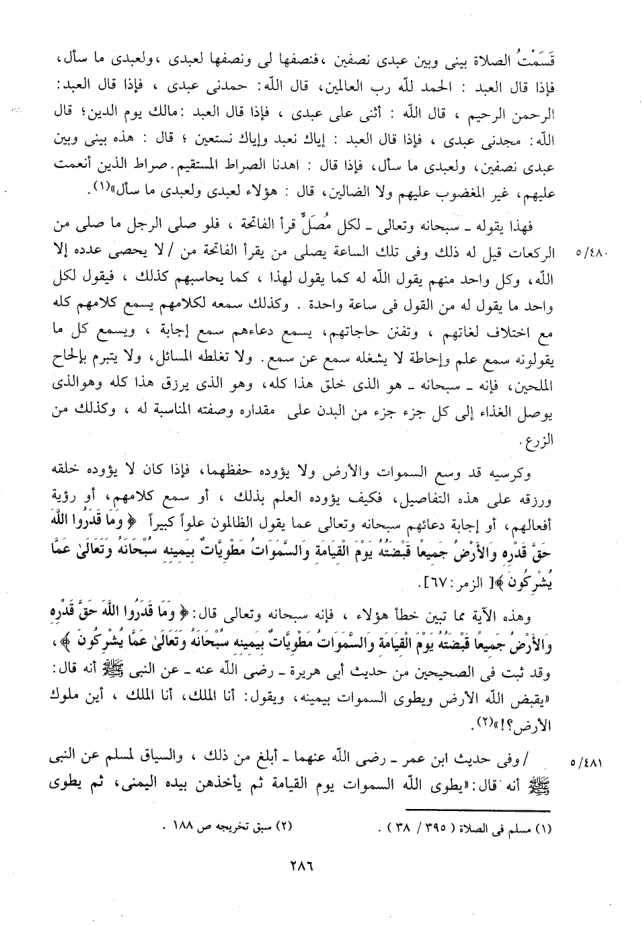 قَسَمْتُ الصلاة بينى وبين عبدى نصفين ،فنصفها لى ونصفها لعبدى ،ولعبدى ما سأل،
فإذا قال العبد : الحمد لله رب العالمين، قال الله: حمدنى عبدى ، فإذا قال العبد:
الرحمن الرحيم ، قال الله : أثنى على عبدى ، فإذا قال العبد :مالك يوم الدين؛ قال
الله: مجدنى عبدى ، فإذا قال العبد : إياك نعبد وإياك نستعين ؛ قال : هذه بينى وبين
عبدى نصفين، ولعبدى ما سأل، فإذا قال : اهدنا الصراط المستقيم.صراط الذين أنعمت
عليهم، غير المغضوب عليهم ولا الضالين، قال : هؤلاء لعبدى ولعبدى ما سأل»(١).
فهذا يقوله ـ سبحانه وتعالى ـ لكل مُصَلٍّ قرأ الفاتحة ، فلو صلى الرجل ما صلى من
٥/٤٨٠ الركعات قيل له ذلك وفى تلك الساعة يصلى من يقرأ الفاتحة من / لا يحصى عدده إلا
الله، وكل واحد منهم يقول الله له كما يقول لهذا ، كما يحاسبهم كذلك ، فيقول لكل
واحد ما يقول له من القول فى ساعة واحدة . وكذلك سمعه لكلامهم يسمع كلامهم كله
مع اختلاف لغاتهم ، وتفنن حاجاتهم، يسمع دعاءهم سمع إجابة ، ويسمع كل ما
يقولونه سمع علم وإحاطة لا يشغله سمع عن سمع. ولا تغلطه المسائل، ولا يتبرم بإلحاح
الملحين، فإنه ـ سبحانه ـ هو الذى خلق هذا كله، وهو الذى يرزق هذا كله وهوالذى
يوصل الغذاء إلى كل جزء جزء من البدن على مقداره وصفته المناسبة له ، وكذلك من
الزرع.
وكرسيه قد وسع السموات والأرض ولا يؤوده حفظهما، فإذا كان لا يؤوده خلقه
ورزقه على هذه التفاصيل، فكيف يؤوده العلم بذلك ، أو سمع كلامهم، أو رؤية
أفعالهم، أو إجابة دعائهم سبحانه وتعالى عما يقول الظالمون علواً كبيراً ﴿ وَمَا قَدَرُوا اللَّهَ
حَقَّ قَدْرِهِ وَالأَرْضُ جَمِيعًا قَبْضَتُهُ يَوْمَ الْقِيَامَةِ وَالسَّمَوَاتُ مَطْوِيَّاتٌ بِيَمِينِهِ سُبْحَانَهُ وَتَعَالَىٰ عَمَّا
يُشْرِكُونَ ﴾[ الزمر:٦٧].
وهذه الآية مما تبين خطأ هؤلاء ، فإنه سبحانه وتعالى قال:﴿ وَمَا قَدَرُوا اللَّهَ حَقَّ قَدْرِهِ
وَالأَرْضُ جَمِيعًا قَبْضَتُهُ يَوْمَ الْقِيَامَةِ وَالسَّمَوَاتُ مَطْوِيَّاتٌ بِيَمِينِهِ سُبْحَانَهُ وَتَعَالَىٰ عَمَّا يُشْرِكُونَ ﴾،
وقد ثبت فى الصحيحين من حديث أبى هريرة ـ رضى الله عنه ـ عن النبى ﷺ أنه قال:
«يقبض الله الأرض ويطوى السموات بيمينه، ويقول: أنا الملك، أنا الملك ، أين ملوك
الأرض؟!»(٢).
٥/٤٨١ /وفى حديث ابن عمر ـ رضى الله عنهما ـ أبلغ من ذلك ، والسياق لمسلم عن النبى
ﷺ أنه قال:«يطوى الله السموات يوم القيامة ثم يأخذهن بيده اليمنى، ثم يطوى
(١) مسلم فى الصلاة (٣٩٥ / ٣٨ ) . (٢) سبق تخريجه ص ١٨٨ .
٢٨٦